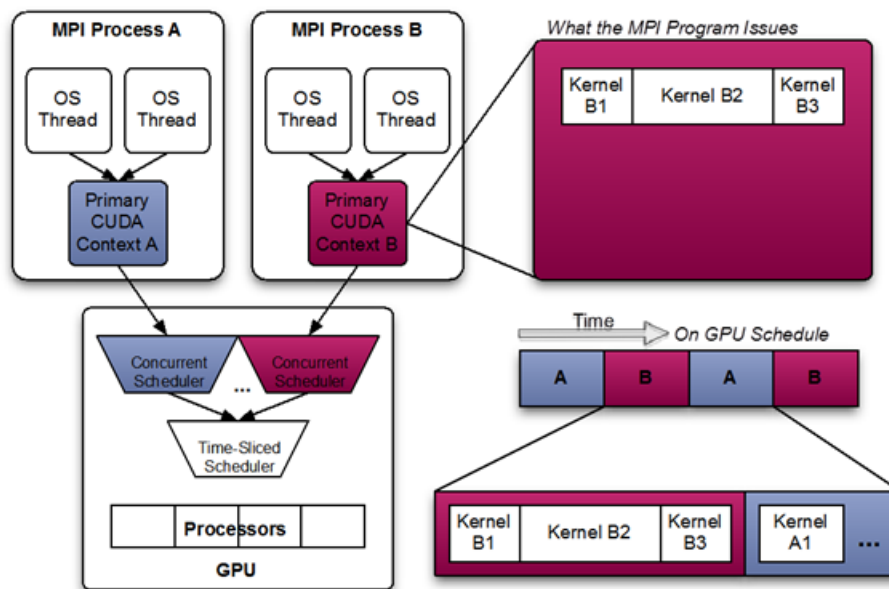 MPI Process A
OS
Thread
OS
Thread
Primary
CUDA
Context A
MPI Process B
OS
Thread
OS
Thread
Primary
CUDA
Context B
What the MPI Program Issues
Kernel
B1
Kernel B2
Kernel
B3
Concurrent
Scheduler
...
Concurrent
Scheduler
Time-Sliced
Scheduler
Processors
GPU
Time
On GPU Schedule
A
B
A
B
Kernel
B1
Kernel B2
Kernel
B3
Kernel
A1
...